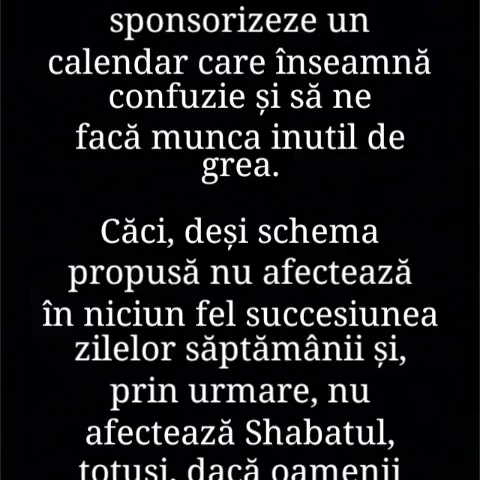 sponsorizeze un
calendar care înseamnă
confuzie și să ne
facă munca inutil de
grea.
Căci, deși schema
propusă nu afectează
în niciun fel succesiunea
zilelor săptămânii și,
prin urmare, nu
afectează Shabatul,
totuși, dacă oamenii